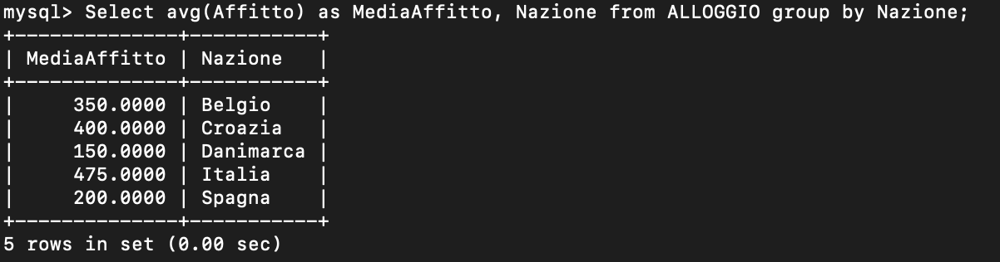 mysql> Select avg(Affitto) as MediaAffitto, Nazione from ALLOGGIO group by Nazione;
+--------------+-----------+
| MediaAffitto | Nazione   |
+--------------+-----------+
|     350.0000 | Belgio    |
|     400.0000 | Croazia   |
|     150.0000 | Danimarca |
|     475.0000 | Italia    |
|     200.0000 | Spagna    |
+--------------+-----------+
5 rows in set (0.00 sec)